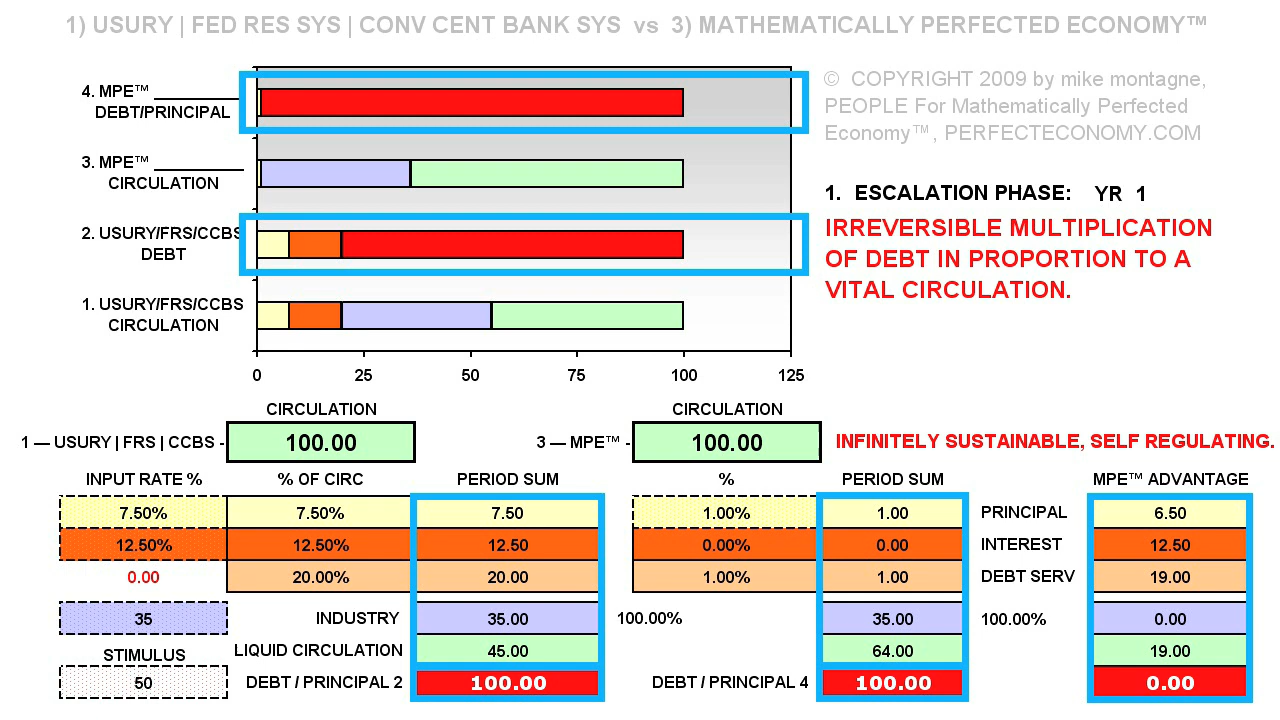 1) USURY | FED RES SYS | CONV CENT BANK SYS vs 3) MATHEMATICALLY PERFECTED ECONOMY™
© COPYRIGHT 2009 by mike montagne,
PEOPLE For Mathematically Perfected
Economy™, PERFECTECONOMY.COM
4. MPE™ ___________
DEBT/PRINCIPAL
3. MPE™ ___________
CIRCULATION
2. USURY/FRS/CCBS
DEBT
1. USURY/FRS/CCBS
CIRCULATION
0 25 50 75 100 125
1. ESCALATION PHASE: YR 1
IRREVERSIBLE MULTIPLICATION
OF DEBT IN PROPORTION TO A
VITAL CIRCULATION.
CIRCULATION CIRCULATION
1 — USURY | FRS | CCBS - 100.00 3 — MPE™ - 100.00 INFINITELY SUSTAINABLE, SELF REGULATING.
INPUT RATE % % OF CIRC PERIOD SUM % PERIOD SUM MPE™ ADVANTAGE
7.50% 7.50% 7.50 1.00% 1.00 PRINCIPAL 6.50
12.50% 12.50% 12.50 0.00% 0.00 INTEREST 12.50
0.00 20.00% 20.00 1.00% 1.00 DEBT SERV 19.00
35 INDUSTRY 35.00 100.00% 35.00 100.00% 0.00
STIMULUS LIQUID CIRCULATION 45.00 64.00 19.00
50 DEBT / PRINCIPAL 2 100.00 DEBT / PRINCIPAL 4 100.00 0.00